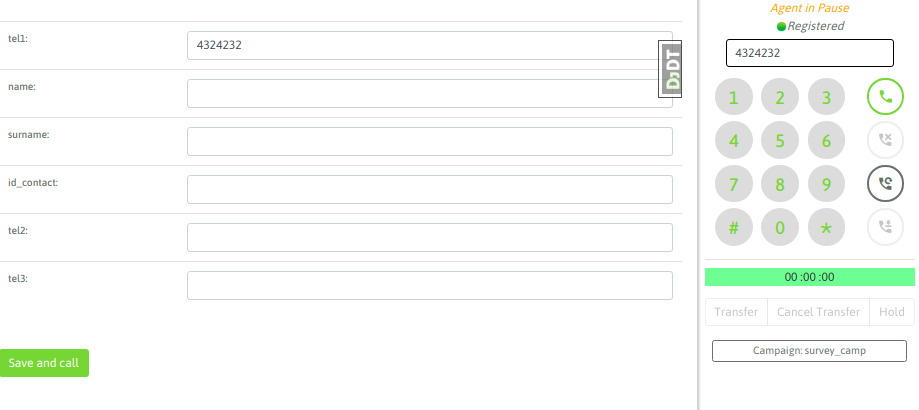 tel1:
4324232
name:
surname:
id_contact:
tel2:
tel3:
Save and call
DjDT
Agent in Pause
Registered
4324232
1 2 3
4 5 6
7 8 9
# 0 *
00 :00 :00
Transfer Cancel Transfer Hold
Campaign: survey_camp